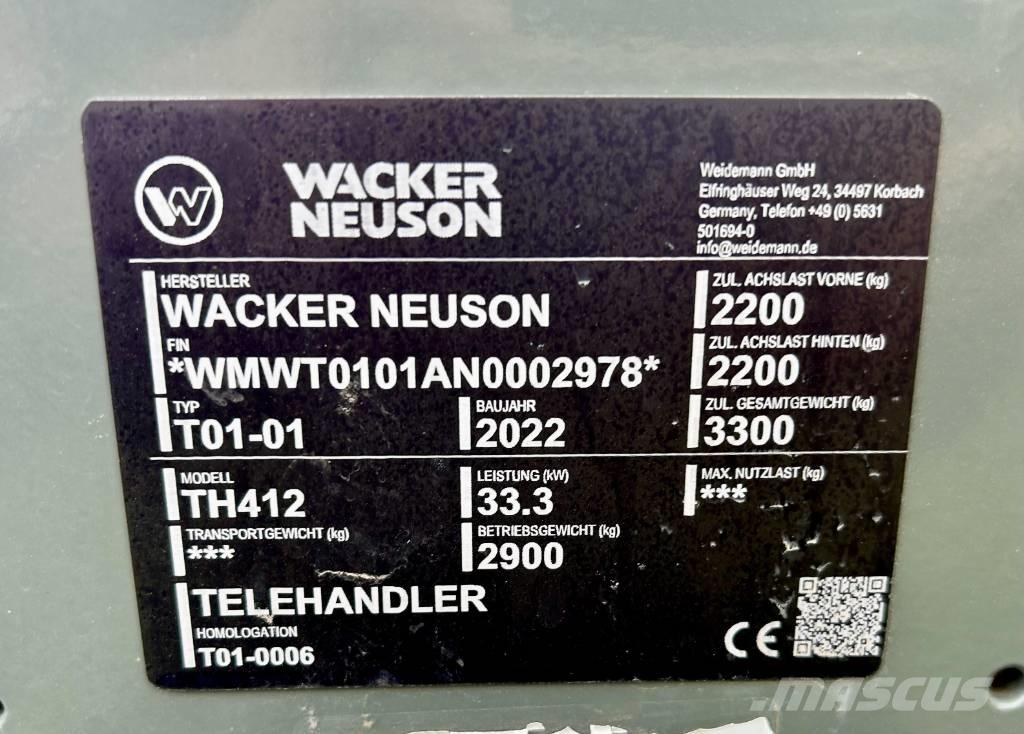 WACKER
NEUSON
Weidemann GmbH
Elfringhäuser Weg 24, 34497 Korbach
Germany, Telefon +49 (0) 5631
501694-0
info@weidemann.de
HERSTELLER
WACKER NEUSON
FIN
*WMWT0101AN0002978*
TYP
T01-01
BAUJAHR
2022
ZUL. ACHSLAST VORNE (kg)
2200
ZUL. ACHSLAST HINTEN (kg)
2200
ZUL. GESAMTGEWICHT (kg)
3300
MODELL
TH412
LEISTUNG (kW)
33.3
MAX. NUTZLAST (kg)
***
TRANSPORTGEWICHT (kg)
***
BETRIEBSGEWICHT (kg)
2900
TELEHANDLER
HOMOLOGATION
T01-0006
CE
MASCUS